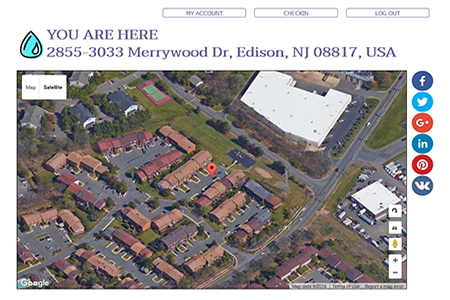 MY ACCOUNT
CHECKIN
LOG OUT
YOU ARE HERE
2855-3033 Merrywood Dr, Edison, NJ 08817, USA
Map Satellite
f
G+
in
Google
Map data ©2016 Terms of Use Report a map error
+
−